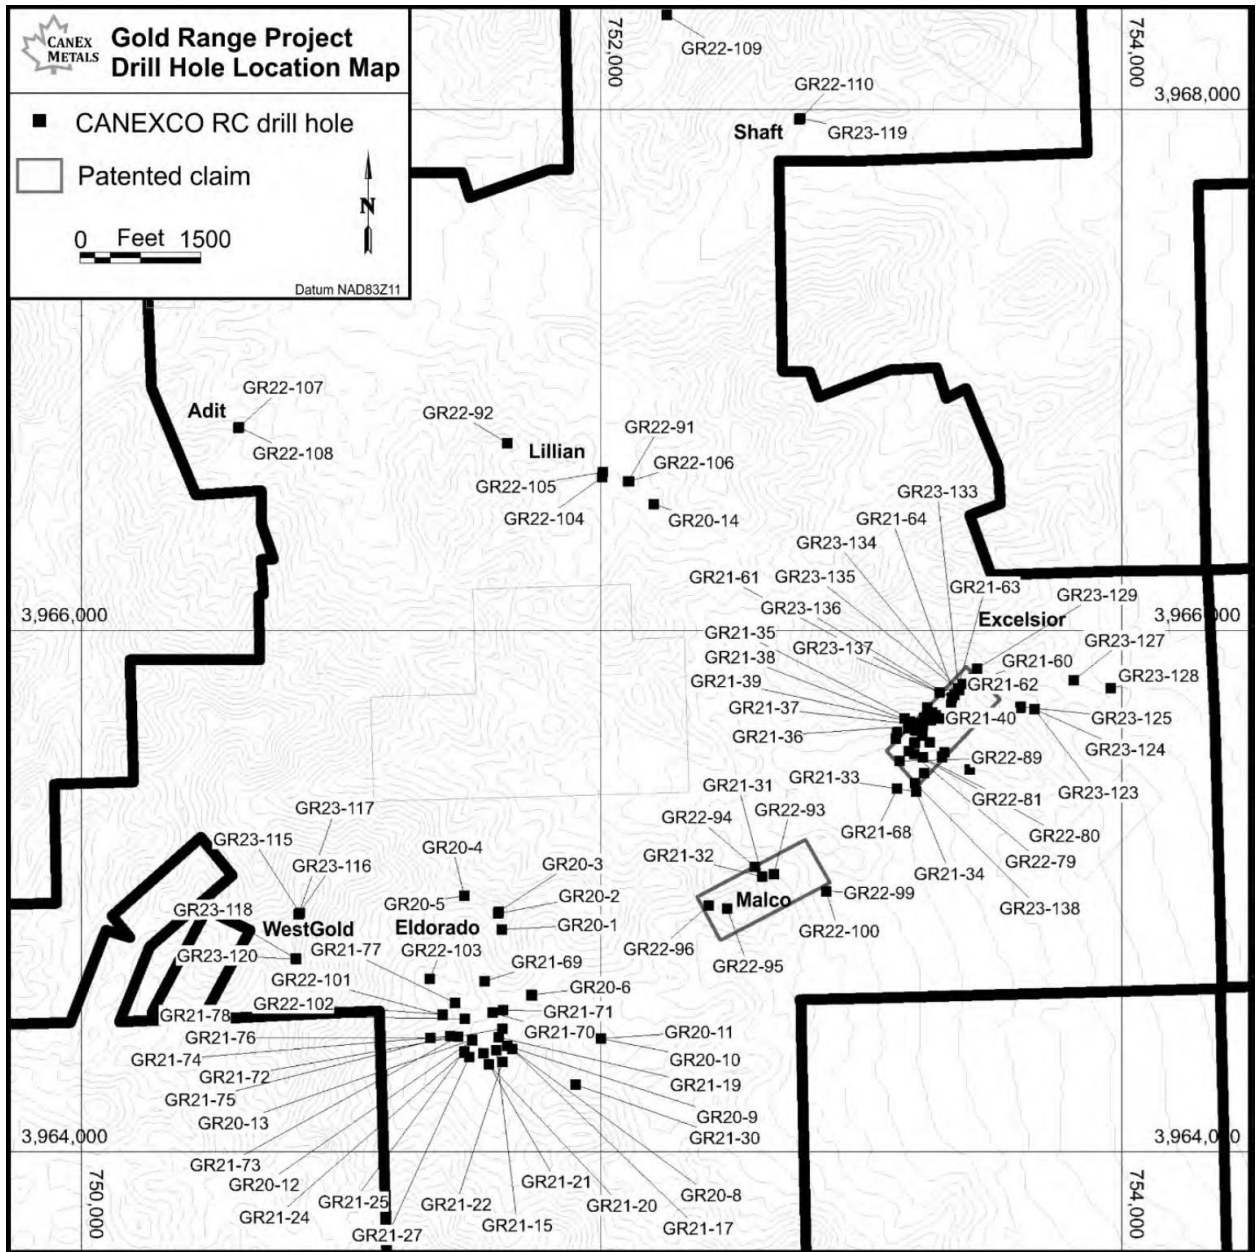 CANEX
METALS
Gold Range Project
Drill Hole Location Map
CANEXCO RC drill hole
Patented claim
N
0 Feet 1500
Datum NAD83Z11
752,000
754,000
GR22-109
GR22-110
3,968,000
Shaft
GR23-119
GR22-107
Adit
GR22-108
GR22-92
GR22-91
Lillian
GR22-106
GR22-105
GR22-104
GR20-14
GR23-133
GR21-64
GR23-134
GR21-61
GR23-135
GR21-63
GR23-129
GR23-136
3,966,000
3,966,000
Excelsior
GR21-35
GR23-137
GR23-127
GR21-38
GR21-60
GR23-128
GR21-39
GR21-62
GR21-37
GR21-40
GR23-125
GR21-36
GR23-124
GR22-89
GR21-33
GR23-123
GR21-31
GR22-81
GR22-93
GR22-94
GR21-68
GR22-80
GR22-79
GR21-32
GR21-34
GR22-99
GR23-138
Malco
GR22-100
GR22-96
GR22-95
GR23-117
GR23-115
GR23-116
GR20-4
GR20-3
GR20-2
GR20-5
GR20-1
GR23-118
WestGold
Eldorado
GR21-77
GR22-103
GR23-120
GR21-69
GR22-101
GR20-6
GR22-102
GR21-78
GR21-71
GR21-76
GR21-70
GR20-11
GR21-74
GR20-10
GR21-72
GR21-19
GR21-75
GR20-9
GR20-13
GR21-30
3,964,000
3,964,000
GR21-73
GR20-12
GR21-21
GR21-25
GR21-22
GR21-20
GR20-8
GR21-24
GR21-15
GR21-17
GR21-27
750,000
754,000